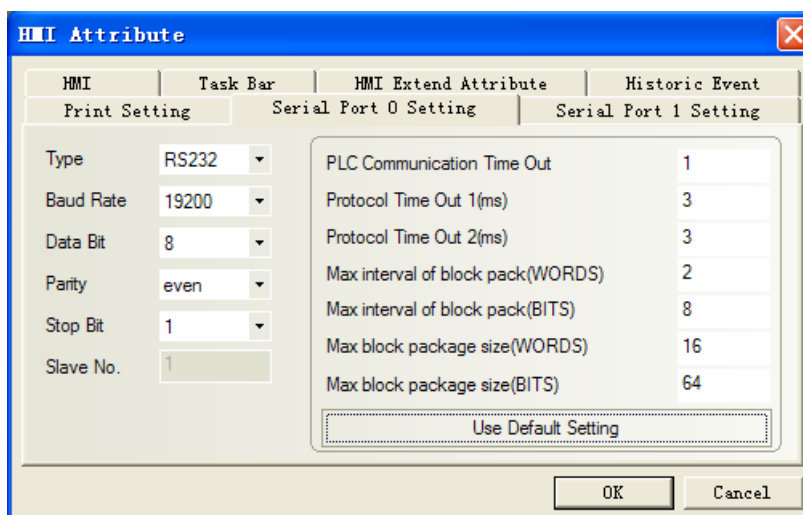 HMI Attribute
HMI Task Bar HMI Extend Attribute Historic Event
Print Setting Serial Port 0 Setting Serial Port 1 Setting
Type RS232
Baud Rate 19200
Data Bit 8
Parity even
Stop Bit 1
Slave No. 1
PLC Communication Time Out 1
Protocol Time Out 1(ms) 3
Protocol Time Out 2(ms) 3
Max interval of block pack(WORDS) 2
Max interval of block pack(BITS) 8
Max block package size(WORDS) 16
Max block package size(BITS) 64
Use Default Setting
OK Cancel